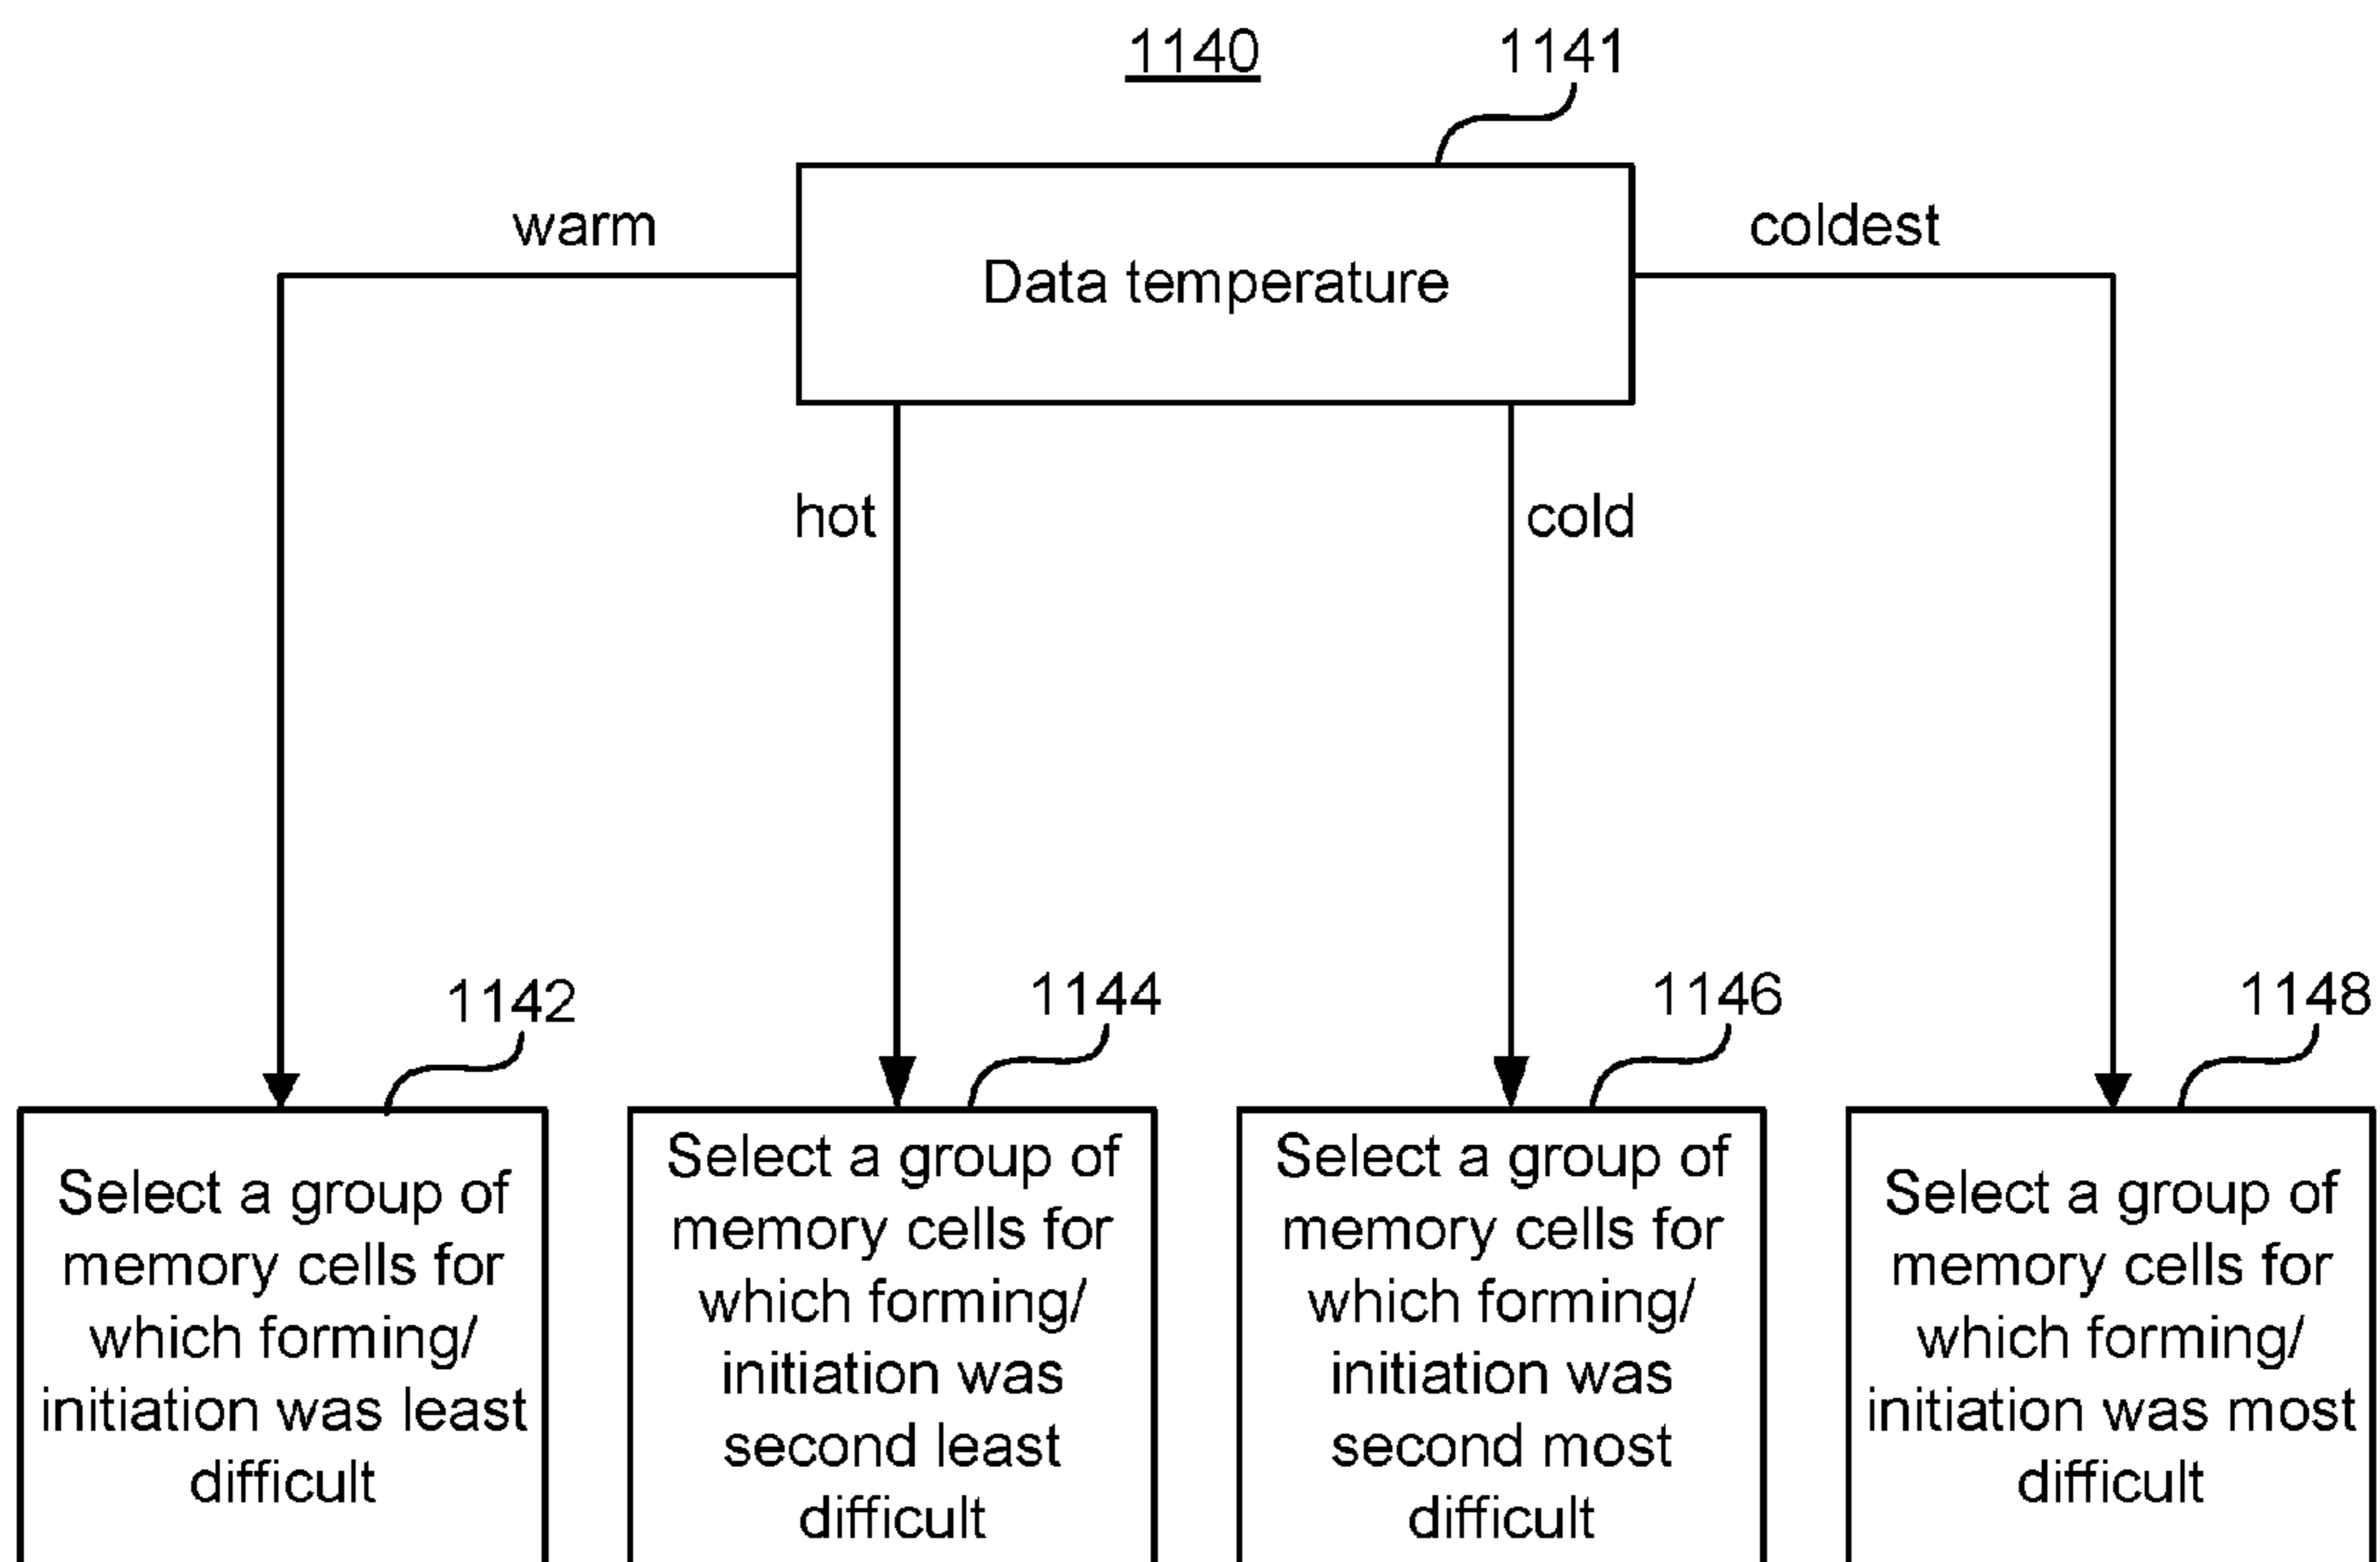 1140
1141
warm
coldest
Data temperature
hot
cold
1142
1144
1146
1148
Select a group of
memory cells for
which forming/
initiation was least
difficult
Select a group of
memory cells for
which forming/
initiation was
second least
difficult
Select a group of
memory cells for
which forming/
initiation was
second most
difficult
Select a group of
memory cells for
which forming/
initiation was most
difficult